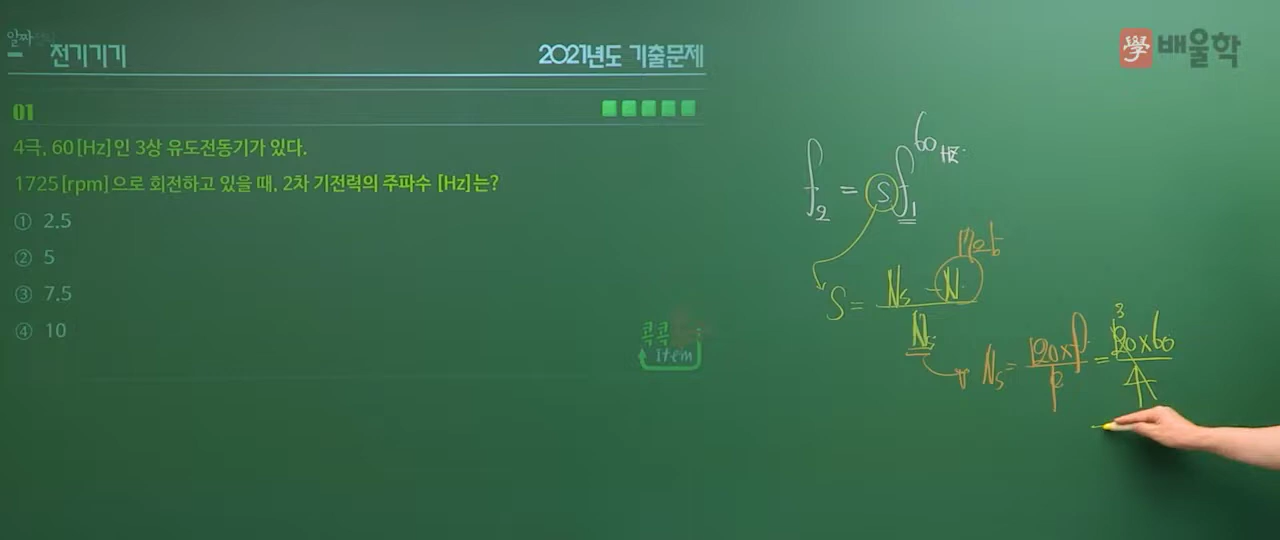 알짜
전기기기
2021년도 기출문제
學 배울학
01
4극, 60[Hz]인 3상 유도전동기가 있다.
1725[rpm]으로 회전하고 있을 때, 2차 기전력의 주파수 [Hz]는?
① 2.5
② 5
③ 7.5
④ 10
콕콕
Item
60 Hz
f₂ = s f₁
S = Ns - N / Ns
Ns = 120×f / P = 120×60 / 4
3